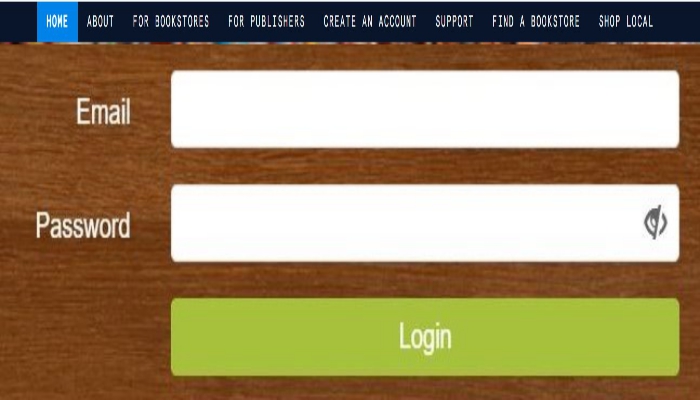 HOME ABOUT FOR BOOKSTORES FOR PUBLISHERS CREATE AN ACCOUNT SUPPORT FIND A BOOKSTORE SHOP LOCAL
Email
Password
Login